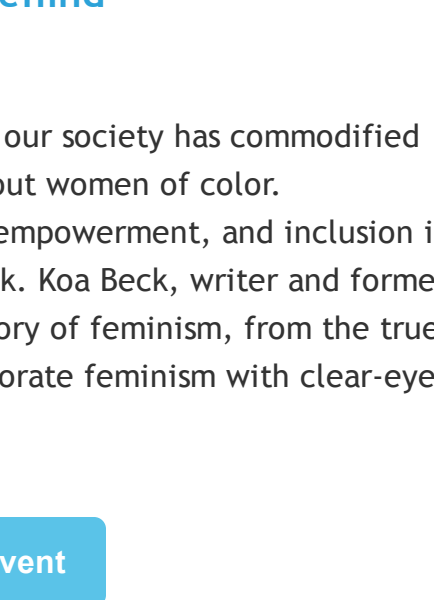 our society has commodified
out women of color.
empowerment, and inclusion i
k. Koa Beck, writer and forme
ory of feminism, from the true
orate feminism with clear-eye
vent